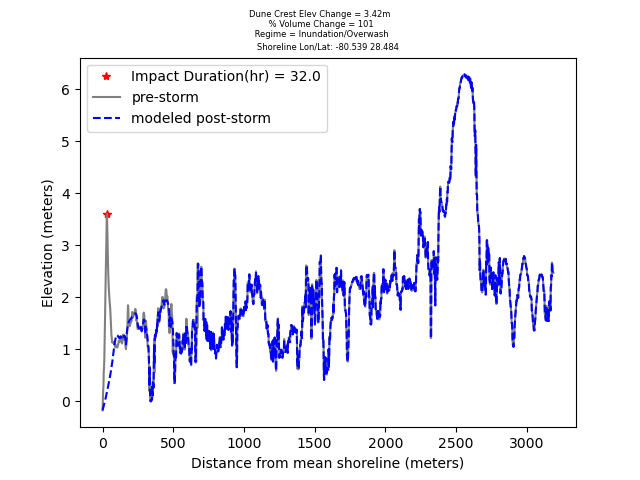 Dune Crest Elev Change = 3.42m
% Volume Change = 101
Regime = Inundation/Overwash
Shoreline Lon/Lat: -80.539 28.484
Impact Duration(hr) = 32.0
pre-storm
modeled post-storm
6
5
4
3
2
1
0
Elevation (meters)
0 500 1000 1500 2000 2500 3000
Distance from mean shoreline (meters)